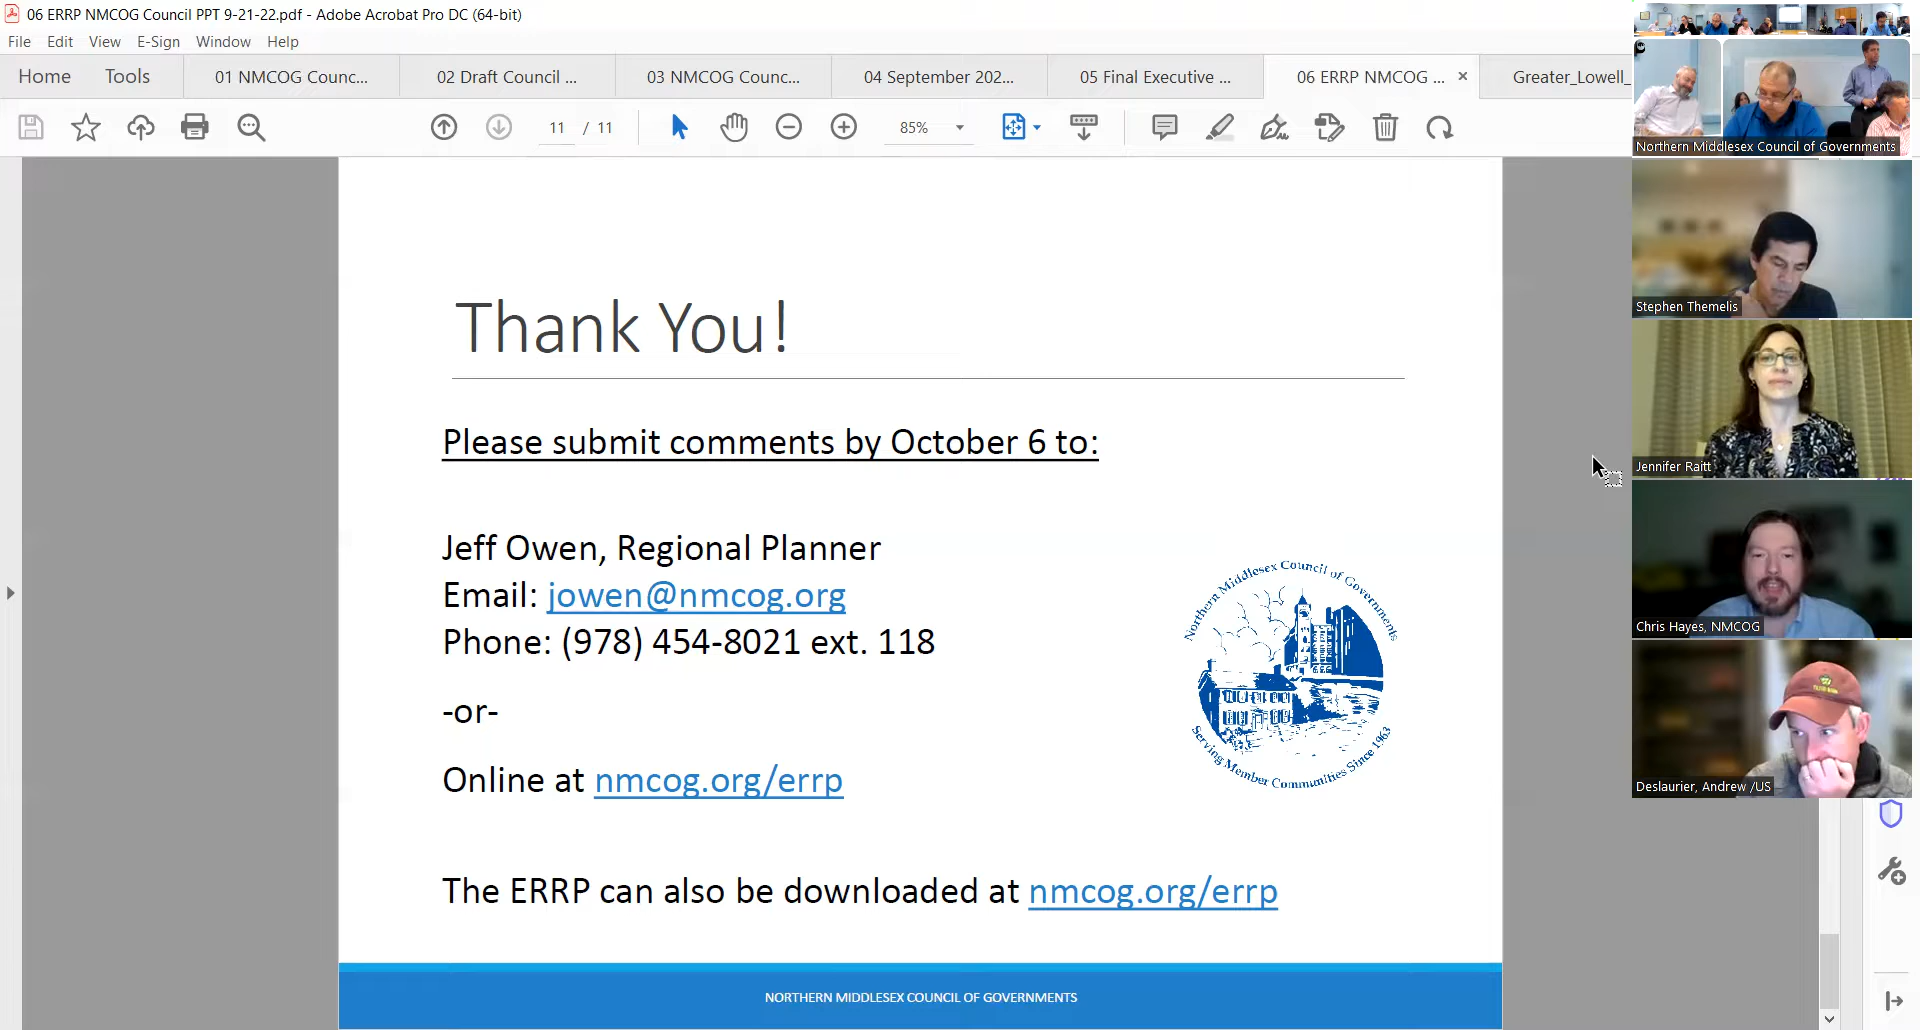 06 ERRP NMCOG Council PPT 9-21-22.pdf - Adobe Acrobat Pro DC (64-bit)
File Edit View E-Sign Window Help
Home Tools 01 NMCOG Counc... 02 Draft Council ... 03 NMCOG Counc... 04 September 202... 05 Final Executive ... 06 ERRP NMCOG ... × Greater_Lowell_
11 / 11 85%
Thank You!
Please submit comments by October 6 to:
Jeff Owen, Regional Planner
Email: jowen@nmcog.org
Phone: (978) 454-8021 ext. 118
-or-
Online at nmcog.org/errp
The ERRP can also be downloaded at nmcog.org/errp
Northern Middlesex Council of Governments
Serving Member Communities Since 1963
NORTHERN MIDDLESEX COUNCIL OF GOVERNMENTS
Northern Middlesex Council of Governments
Stephen Themelis
Jennifer Raitt
Chris Hayes, NMCOG
Deslaurier, Andrew /US